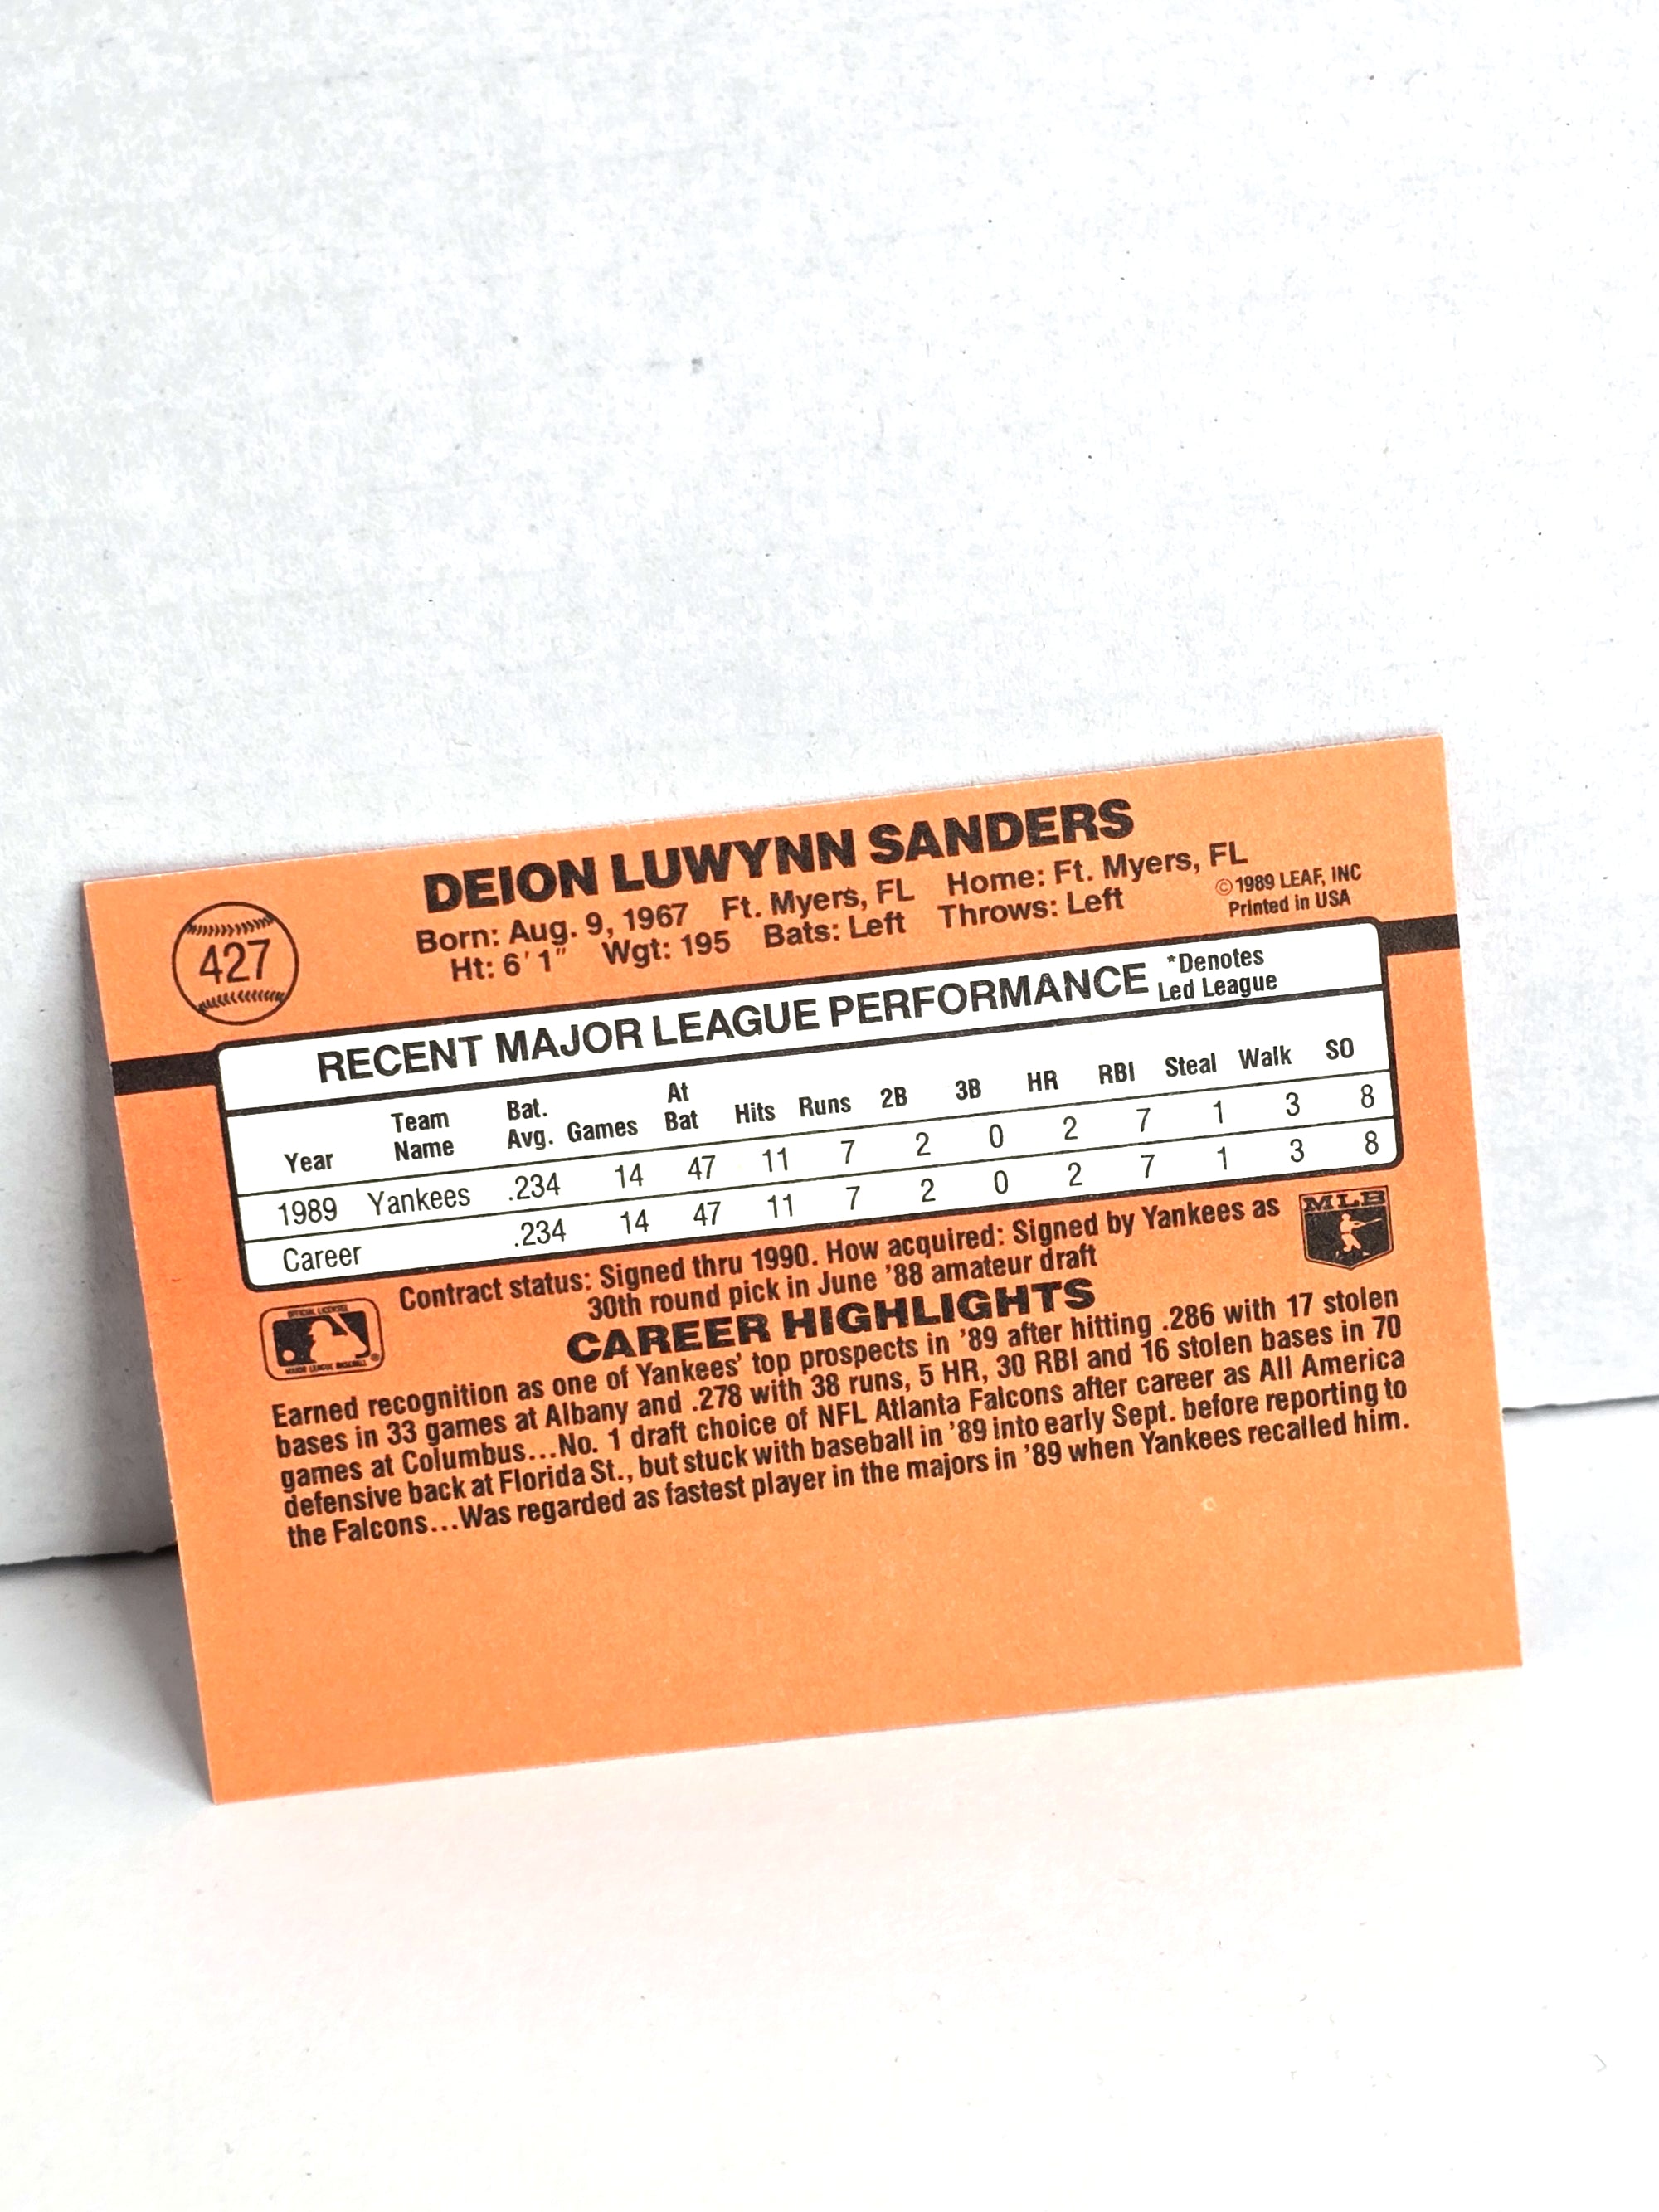 427
DEION LUWYNN SANDERS
Born: Aug. 9, 1967 Ft. Myers, FL Home: Ft. Myers, FL
Ht: 6' 1" Wgt: 195 Bats: Left Throws: Left
©1989 LEAF, INC
Printed in USA
RECENT MAJOR LEAGUE PERFORMANCE *Denotes
Led League
Year Team Name Bat. Avg. Games At Bat Hits Runs 2B 3B HR RBI Steal Walk SO
1989 Yankees .234 14 47 11 7 2 0 2 7 1 3 8
Career .234 14 47 11 7 2 0 2 7 1 3 8
Contract status: Signed thru 1990. How acquired: Signed by Yankees as
30th round pick in June '88 amateur draft
MLB
OFFICIAL LICENSEE
MAJOR LEAGUE BASEBALL
®
CAREER HIGHLIGHTS
Earned recognition as one of Yankees' top prospects in '89 after hitting .286 with 17 stolen
bases in 33 games at Albany and .278 with 38 runs, 5 HR, 30 RBI and 16 stolen bases in 70
games at Columbus...No. 1 draft choice of NFL Atlanta Falcons after career as All America
defensive back at Florida St., but stuck with baseball in '89 into early Sept. before reporting to
the Falcons...Was regarded as fastest player in the majors in '89 when Yankees recalled him.